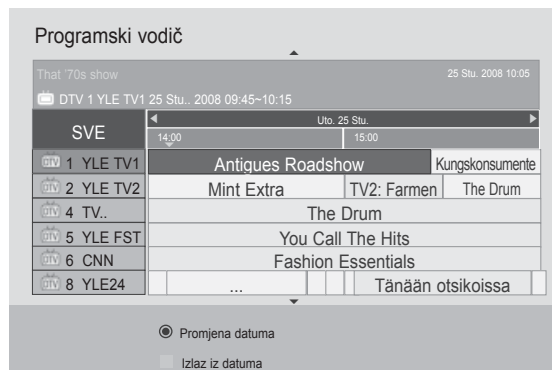 Programski vodič
That '70s show
25 Stu. 2008 10:05
DTV 1 YLE TV1 25 Stu.. 2008 09:45~10:15
SVE
Uto. 25 Stu.
14:00
15:00
DTV 1 YLE TV1
Antigues Roadshow
Kungskonsumente
DTV 2 YLE TV2
Mint Extra
TV2: Farmen
The Drum
DTV 4 TV..
The Drum
DTV 5 YLE FST
You Call The Hits
DTV 6 CNN
Fashion Essentials
DTV 8 YLE24
...
Tänään otsikoissa
Promjena datuma
Izlaz iz datuma